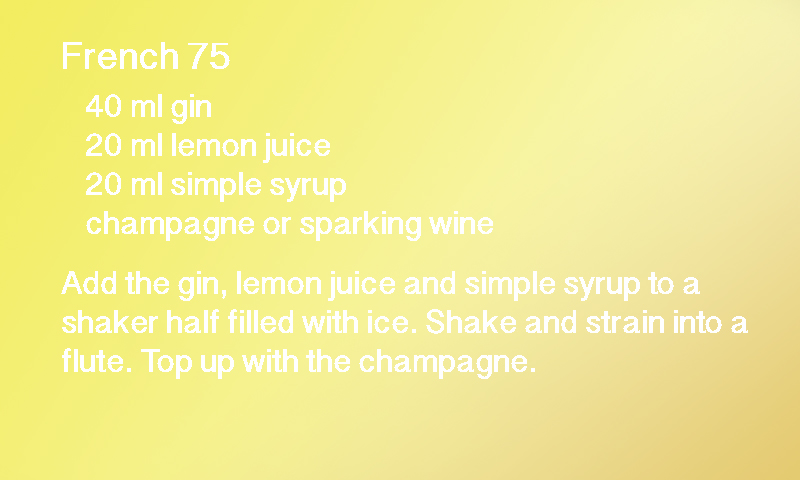 French 75
40 ml gin
20 ml lemon juice
20 ml simple syrup
champagne or sparking wine
Add the gin, lemon juice and simple syrup to a
shaker half filled with ice. Shake and strain into a
flute. Top up with the champagne.